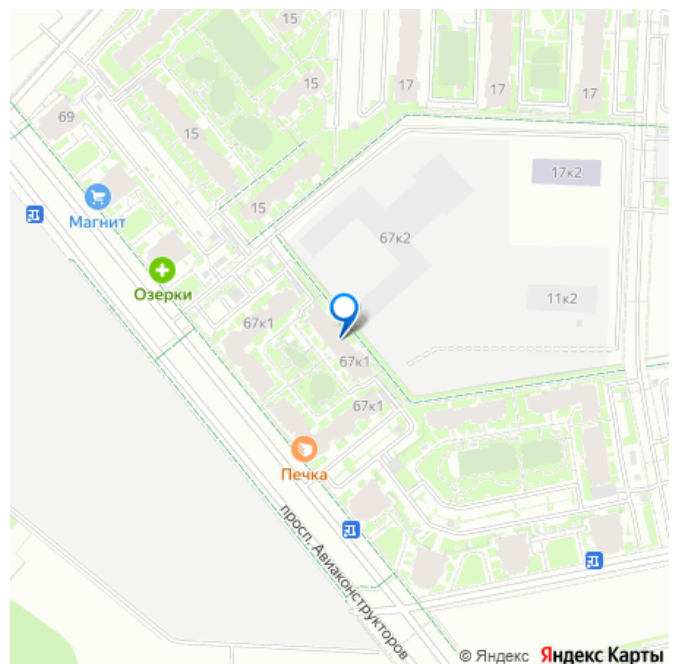 15
17
17
17
69
15
15
17к2
Магнит
67к2
Озерки
11к2
67к1
67к1
67к1
Печка
просп. Авиаконструкторов
© Яндекс Яндекс Карты